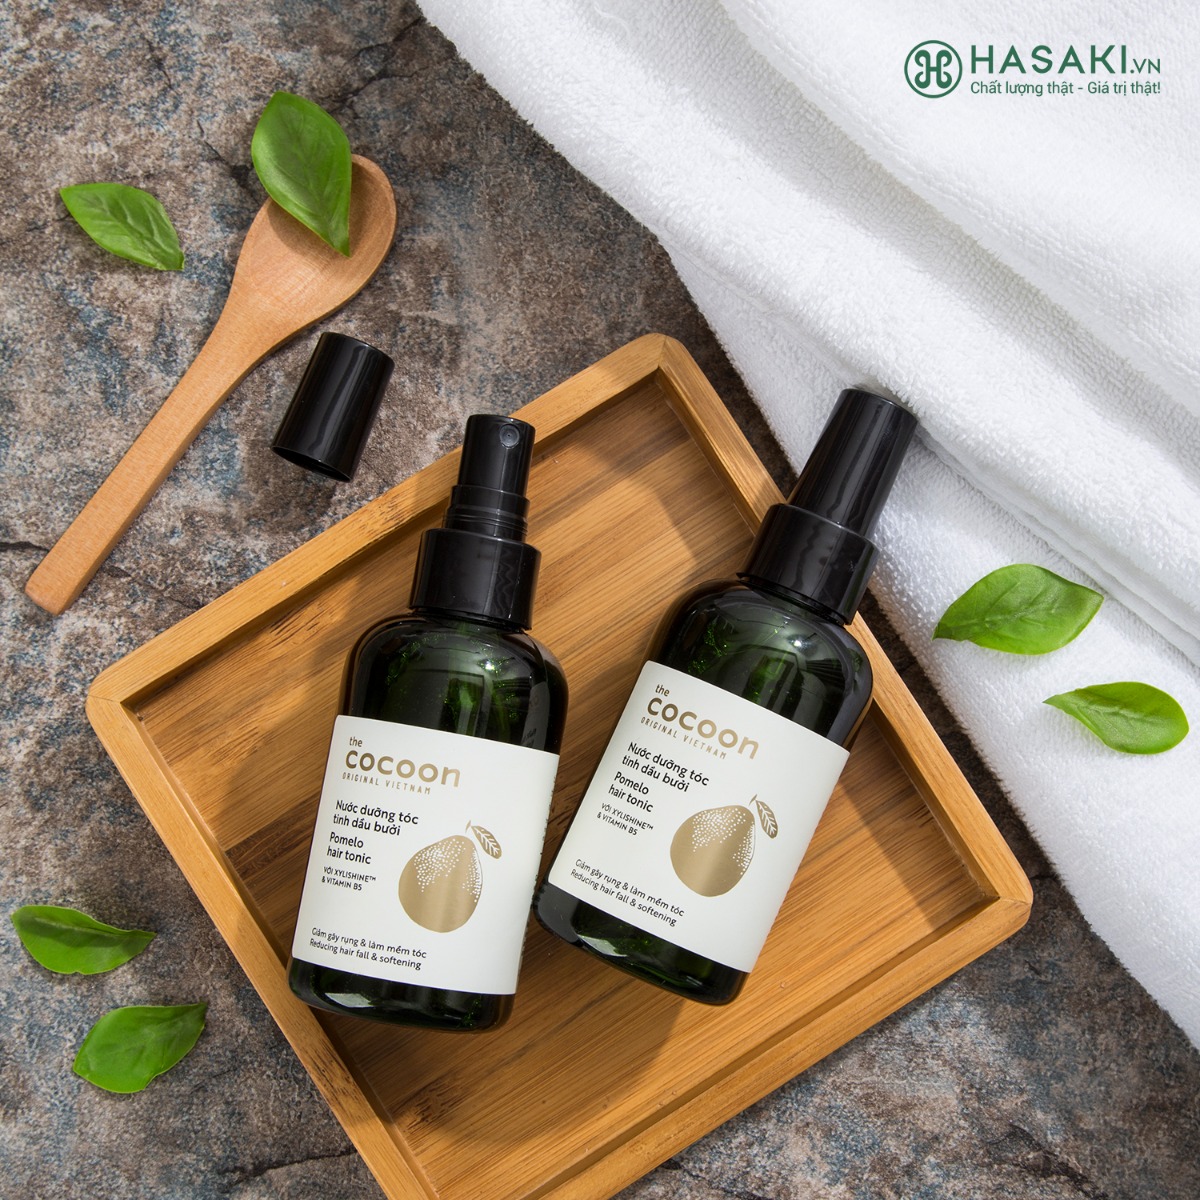 HASAKI.VN
Chất lượng thật - Giá trị thật!
the
cocoon
ORIGINAL VIETNAM
Nước dưỡng tóc
tinh dầu bưởi
Pomelo
hair tonic
VỚI XYLISHINE™
& VITAMIN B5
Giảm gãy rụng & làm mềm tóc
Reducing hair fall & softening
the
cocoon
ORIGINAL VIETNAM
Nước dưỡng tóc
tinh dầu bưởi
Pomelo
hair tonic
VỚI XYLISHINE™
& VITAMIN B5
Giảm gãy rụng & làm mềm tóc
Reducing hair fall & softening